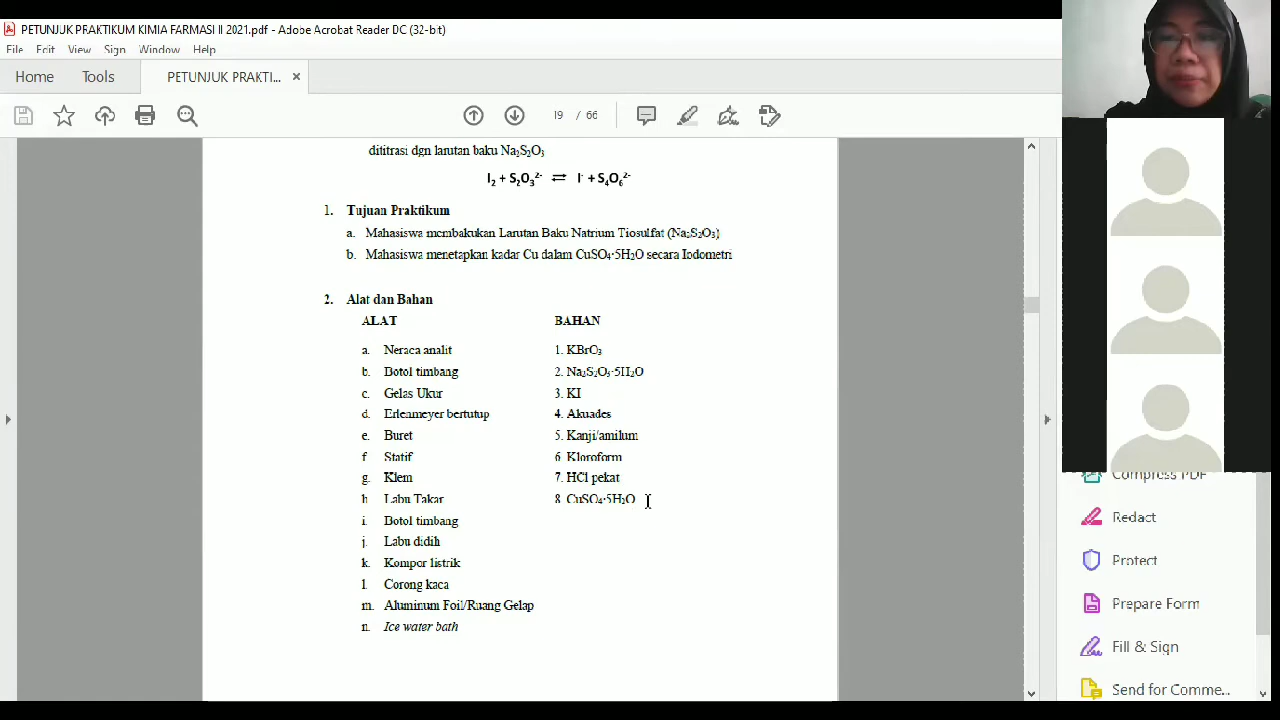 PETUNJUK PRAKTIKUM KIMIA FARMASI II 2021.pdf - Adobe Acrobat Reader DC (32-bit)
File Edit View Sign Window Help
Home Tools PETUNJUK PRAKTI... ×
19 / 66
dititrasi dgn larutan baku Na₂S₂O₃
I₂ + S₂O₃²⁻ ⇌ I⁻ + S₄O₆²⁻
1. Tujuan Praktikum
a. Mahasiswa membakukan Larutan Baku Natrium Tiosulfat (Na₂S₂O₃)
b. Mahasiswa menetapkan kadar Cu dalam CuSO₄·5H₂O secara Iodometri
2. Alat dan Bahan
ALAT BAHAN
a. Neraca analit 1. KBrO₃
b. Botol timbang 2. Na₂S₂O₃·5H₂O
c. Gelas Ukur 3. KI
d. Erlenmeyer bertutup 4. Akuades
e. Buret 5. Kanji/amilum
f. Statif 6. Kloroform
g. Klem 7. HCl pekat
h. Labu Takar 8. CuSO₄·5H₂O
i. Botol timbang
j. Labu didih
k. Kompor listrik
l. Corong kaca
m. Aluminum Foil/Ruang Gelap
n. Ice water bath
Compress PDF
Redact
Protect
Prepare Form
Fill & Sign
Send for Comme...